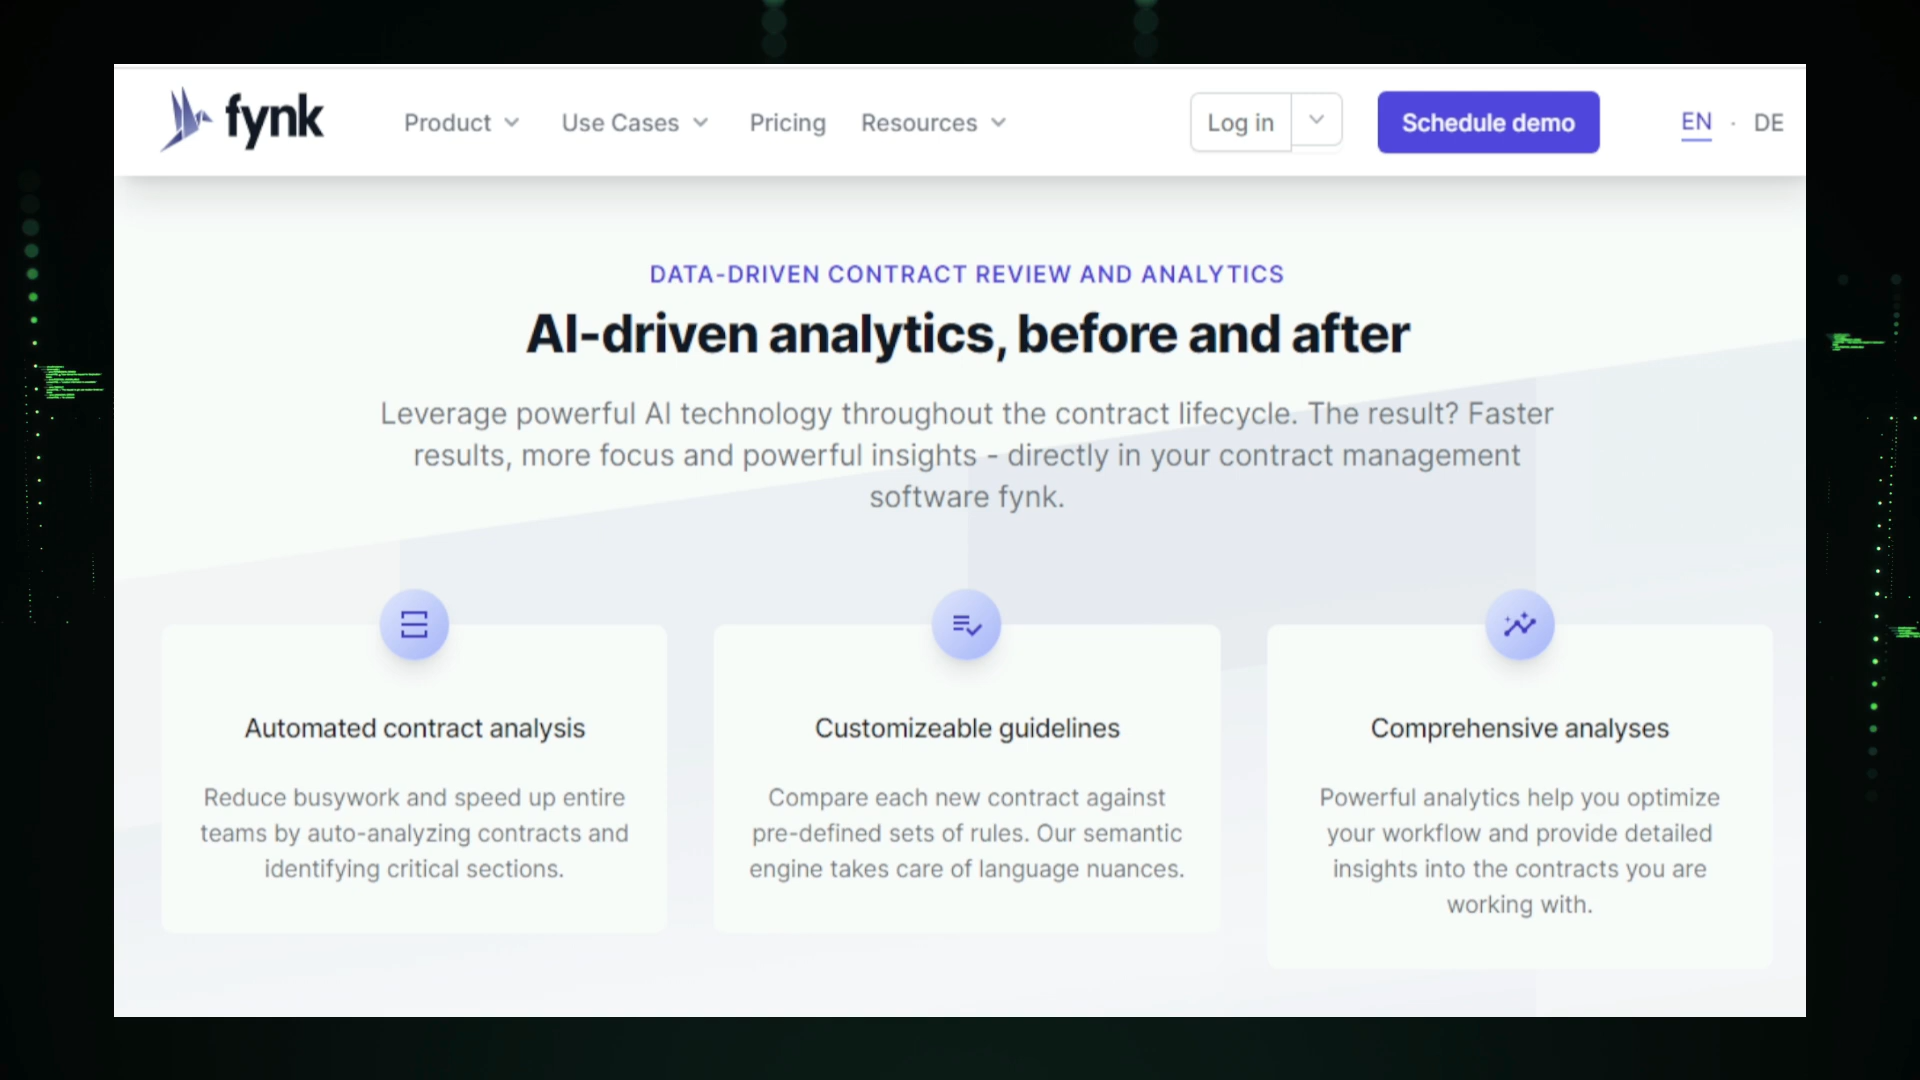 fynk
Product
Use Cases
Pricing
Resources
Log in
Schedule demo
EN · DE
DATA-DRIVEN CONTRACT REVIEW AND ANALYTICS
AI-driven analytics, before and after
Leverage powerful AI technology throughout the contract lifecycle. The result? Faster
results, more focus and powerful insights - directly in your contract management
software fynk.
Automated contract analysis
Reduce busywork and speed up entire
teams by auto-analyzing contracts and
identifying critical sections.
Customizeable guidelines
Compare each new contract against
pre-defined sets of rules. Our semantic
engine takes care of language nuances.
Comprehensive analyses
Powerful analytics help you optimize
your workflow and provide detailed
insights into the contracts you are
working with.